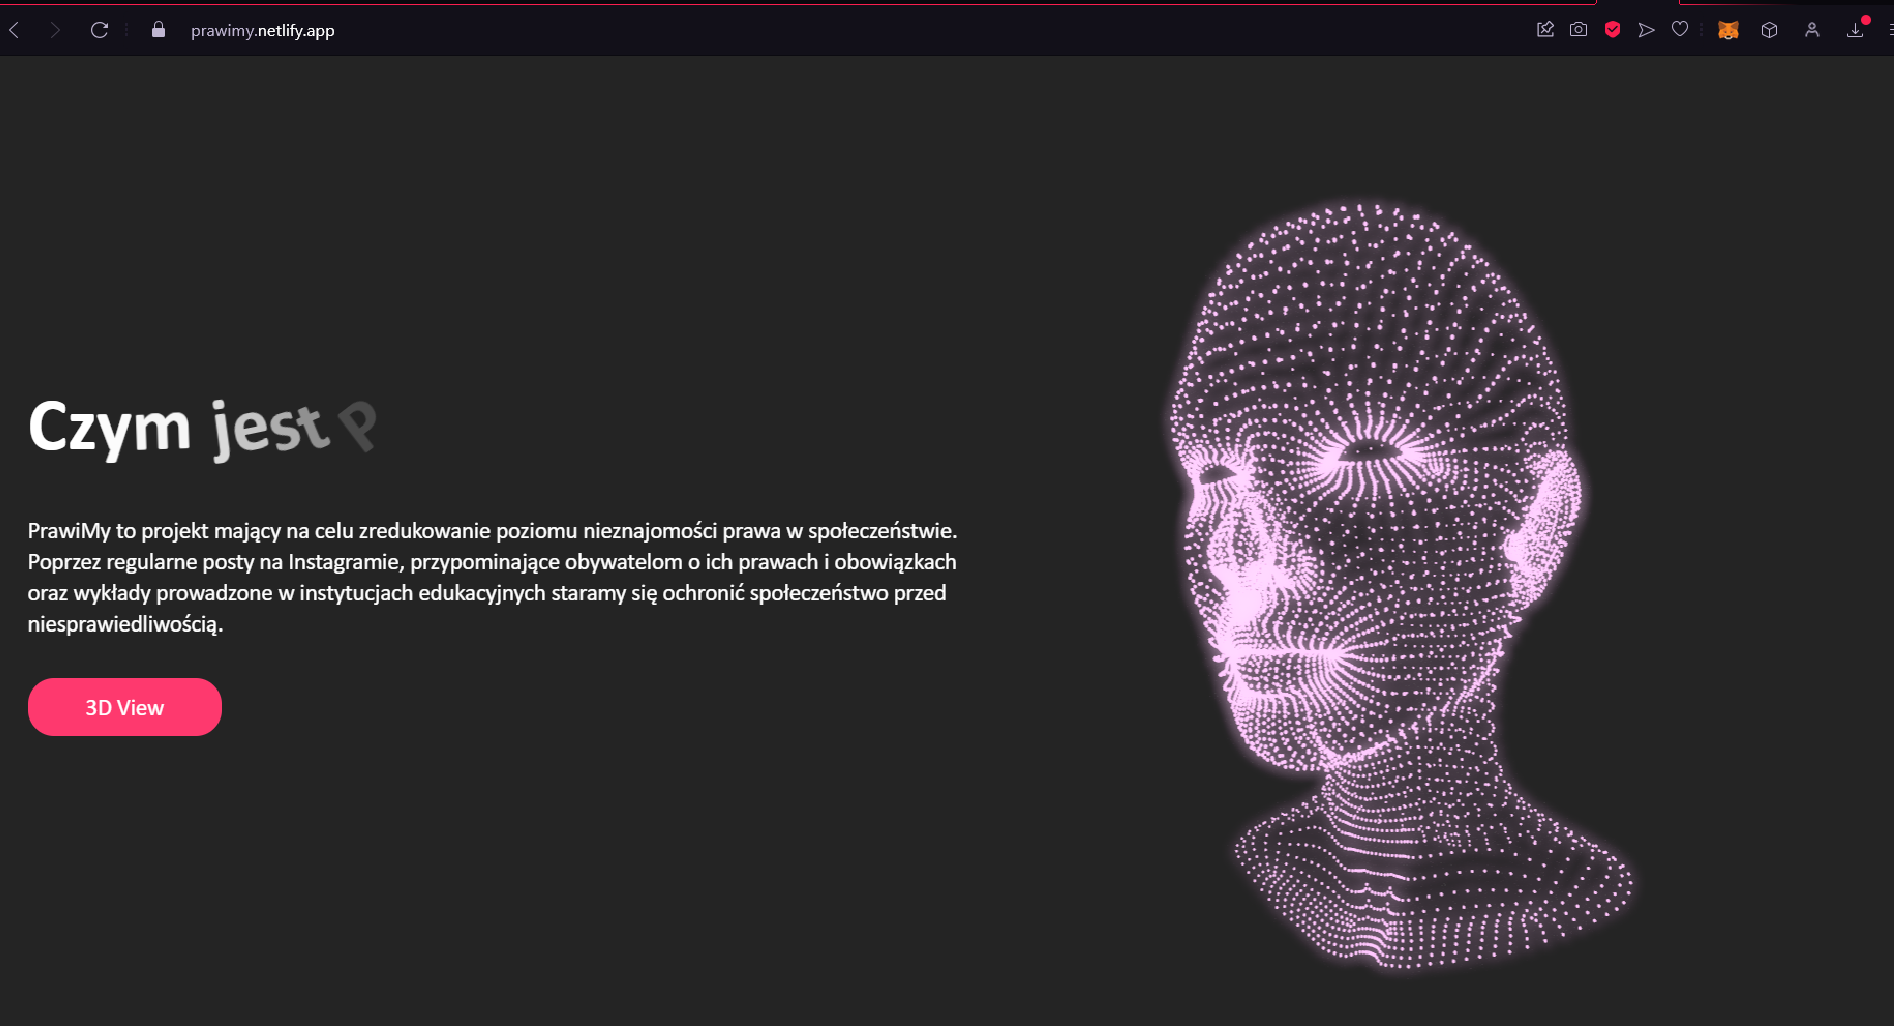 prawimy.netlify.app
Czym jest P
PrawiMy to projekt mający na celu zredukowanie poziomu nieznajomości prawa w społeczeństwie.
Poprzez regularne posty na Instagramie, przypominające obywatelom o ich prawach i obowiązkach
oraz wykłady prowadzone w instytucjach edukacyjnych staramy się ochronić społeczeństwo przed
niesprawiedliwością.
3D View